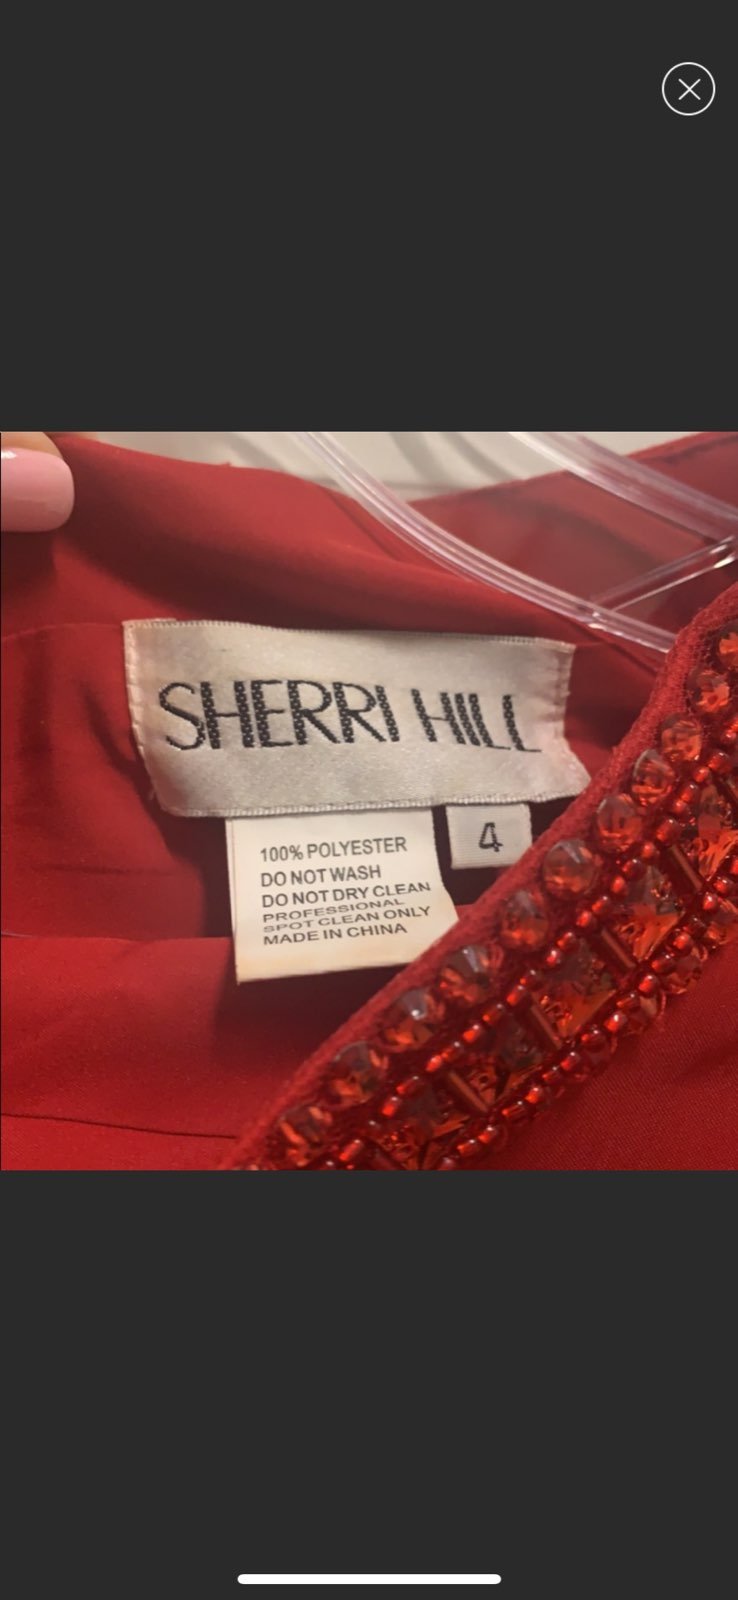 SHERRI HILL
4
100% POLYESTER
DO NOT WASH
DO NOT DRY CLEAN
PROFESSIONAL
SPOT CLEAN ONLY
MADE IN CHINA